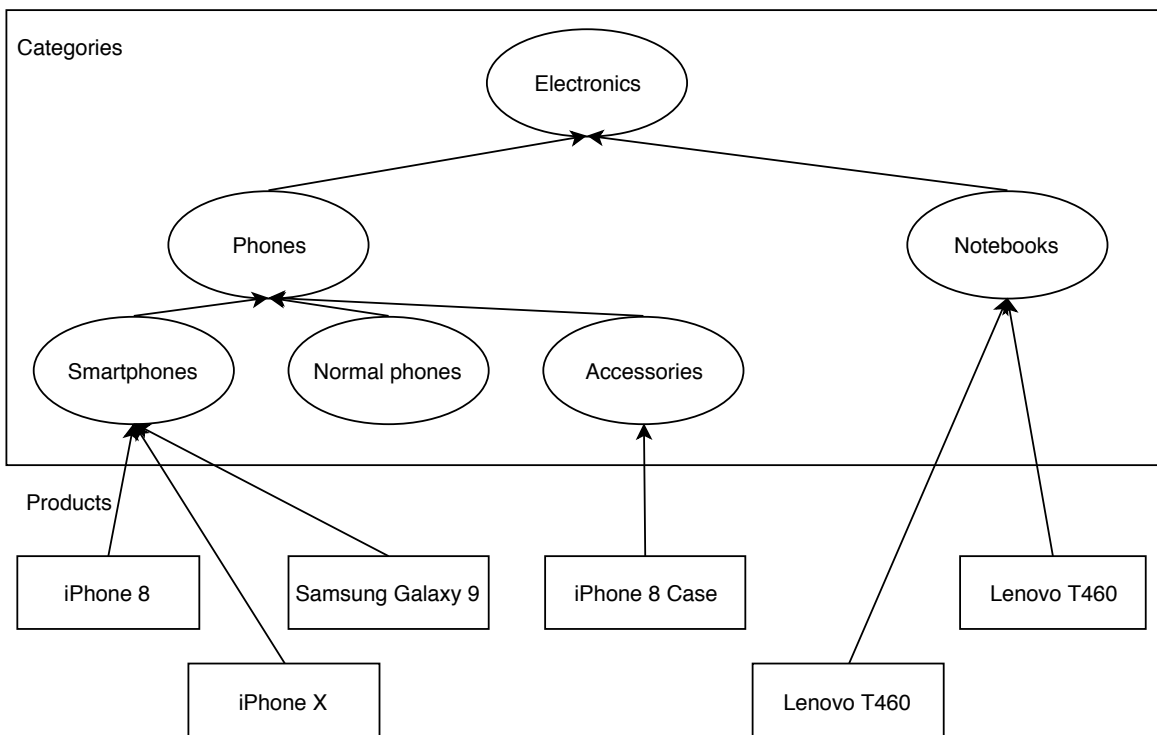 Categories
Electronics
Phones
Notebooks
Smartphones
Normal phones
Accessories
Products
iPhone 8
Samsung Galaxy 9
iPhone 8 Case
Lenovo T460
iPhone X
Lenovo T460